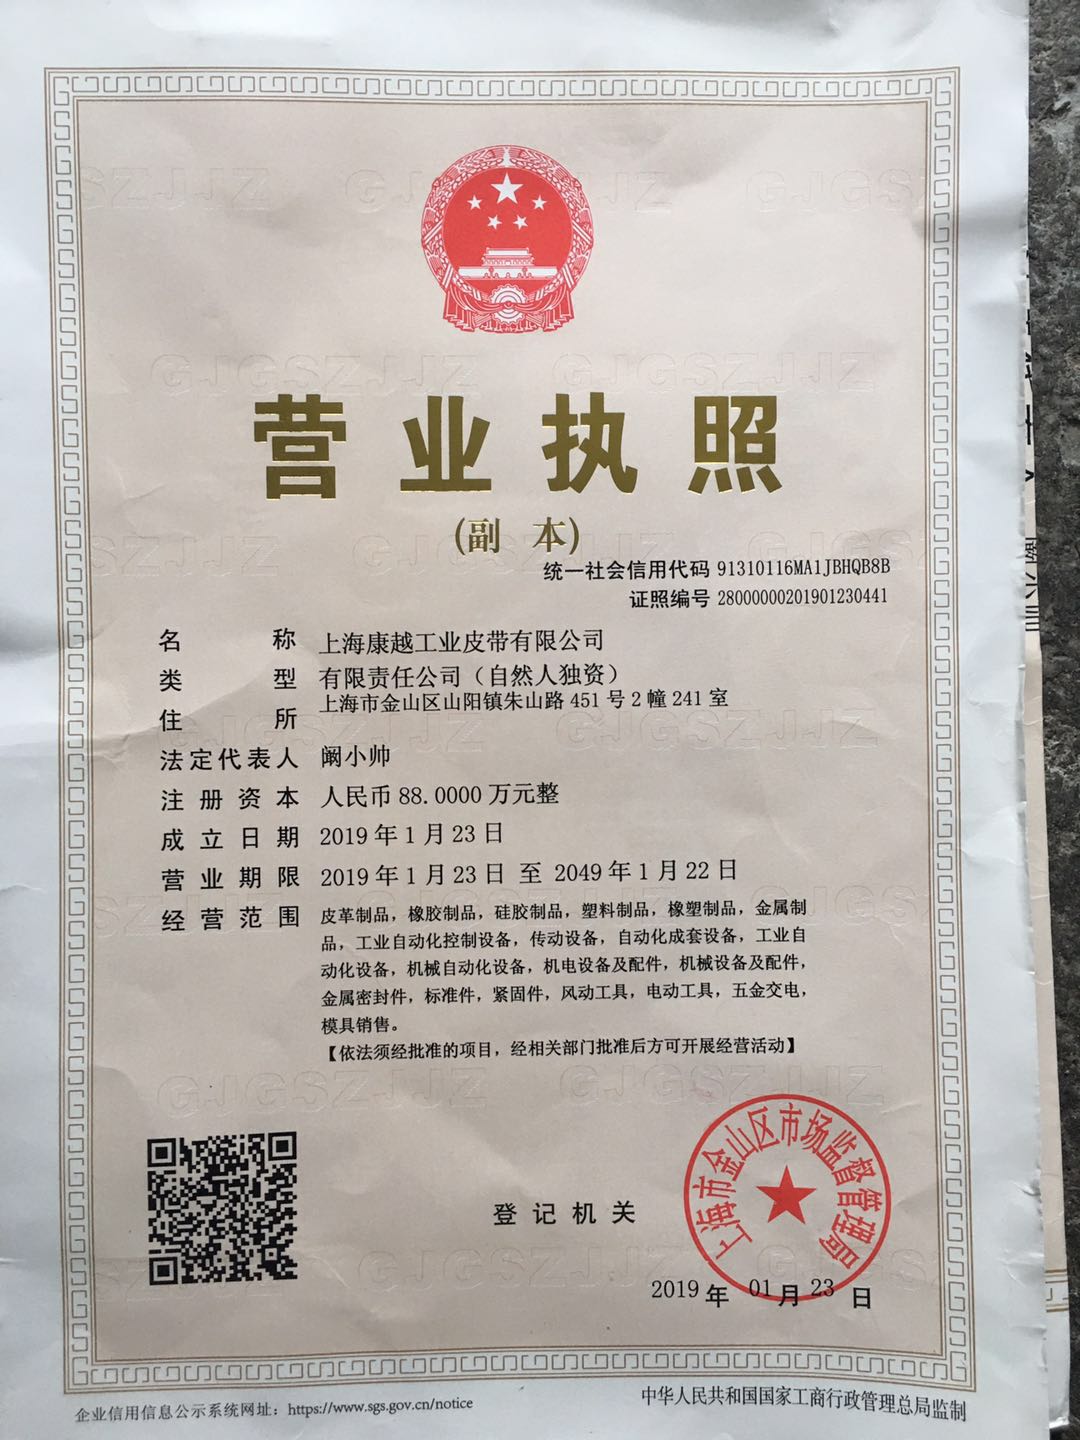 营业执照
(副 本)
统一社会信用代码 91310116MA1JBHQB8B
证照编号 28000000201901230441
名称 上海康越工业皮带有限公司
类型 有限责任公司（自然人独资）
住所 上海市金山区山阳镇朱山路 451 号 2 幢 241 室
法定代表人 阚小帅
注册资本 人民币 88.0000 万元整
成立日期 2019 年 1 月 23 日
营业期限 2019 年 1 月 23 日 至 2049 年 1 月 22 日
经营范围 皮革制品，橡胶制品，硅胶制品，塑料制品，橡塑制品，金属制
品，工业自动化控制设备，传动设备，自动化成套设备，工业自
动化设备，机械自动化设备，机电设备及配件，机械设备及配件，
金属密封件，标准件，紧固件，风动工具，电动工具，五金交电，
模具销售。
【依法须经批准的项目，经相关部门批准后方可开展经营活动】
上海市金山区市场监督管理局
登记机关
2019 年 01 月 23 日
企业信用信息公示系统网址：https://www.sgs.gov.cn/notice
中华人民共和国国家工商行政管理总局监制